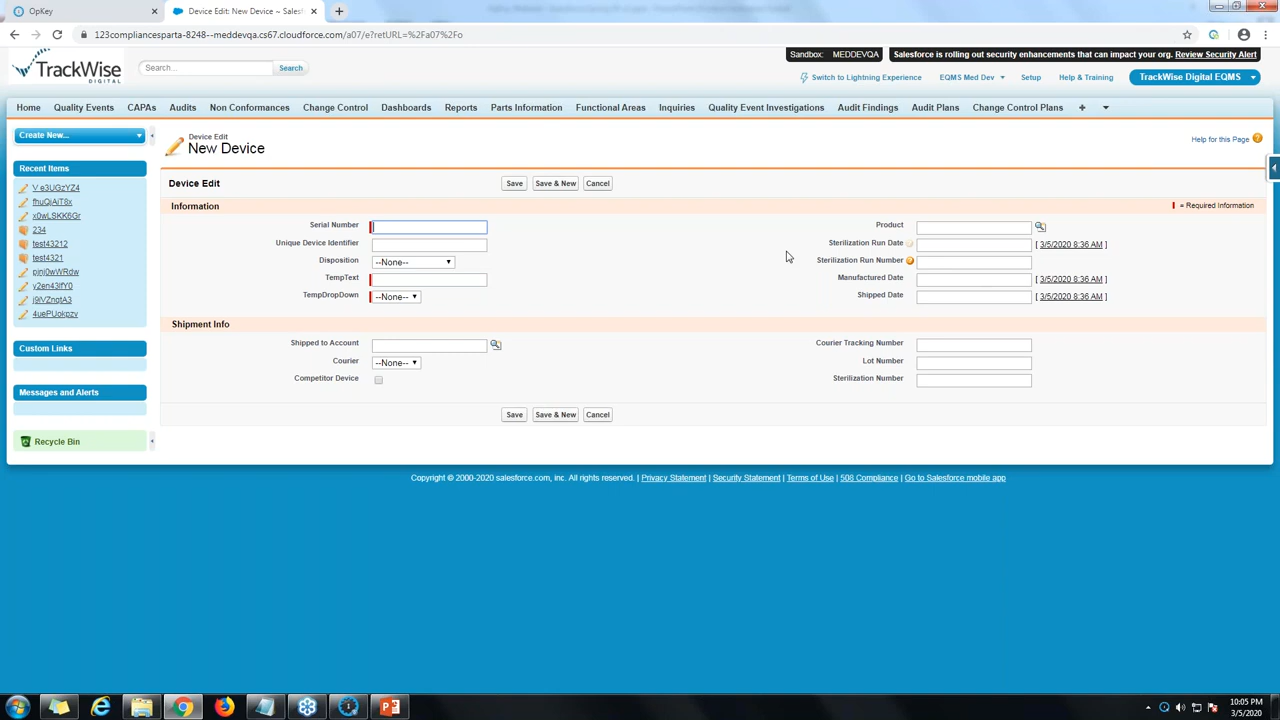 OpKey
Device Edit: New Device ~ Salesf
123compliancesparta-8248--meddevqa.cs67.cloudforce.com/a07/e?retURL=%2Fa07%2Fo
TRACKWISE
DIGITAL
Search...
Search
Sandbox: MEDDEVQA
Salesforce is rolling out security enhancements that can impact your org. Review Security Alert
Switch to Lightning Experience
EQMS Med Dev
Setup
Help & Training
TrackWise Digital EQMS
Home Quality Events CAPAs Audits Non Conformances Change Control Dashboards Reports Parts Information Functional Areas Inquiries Quality Event Investigations Audit Findings Audit Plans Change Control Plans
Create New...
Recent Items
V e3UGzYZ4
fhuQjAiT8x
x0wLSKK6Gr
234
test43212
test4321
pjnj0wWRdw
y2en43lfY0
j9IVZnqtA3
4uePUokpzv
Custom Links
Messages and Alerts
Recycle Bin
Device Edit
New Device
Help for this Page
Device Edit
Save Save & New Cancel
Information
= Required Information
Serial Number
Product
Unique Device Identifier
Sterilization Run Date
[ 3/5/2020 8:36 AM ]
Disposition
--None--
Sterilization Run Number
TempText
Manufactured Date
[ 3/5/2020 8:36 AM ]
TempDropDown
--None--
Shipped Date
[ 3/5/2020 8:36 AM ]
Shipment Info
Shipped to Account
Courier Tracking Number
Courier
--None--
Lot Number
Competitor Device
Sterilization Number
Save Save & New Cancel
Copyright © 2000-2020 salesforce.com, inc. All rights reserved. | Privacy Statement | Security Statement | Terms of Use | 508 Compliance | Go to Salesforce mobile app
10:05 PM
3/5/2020